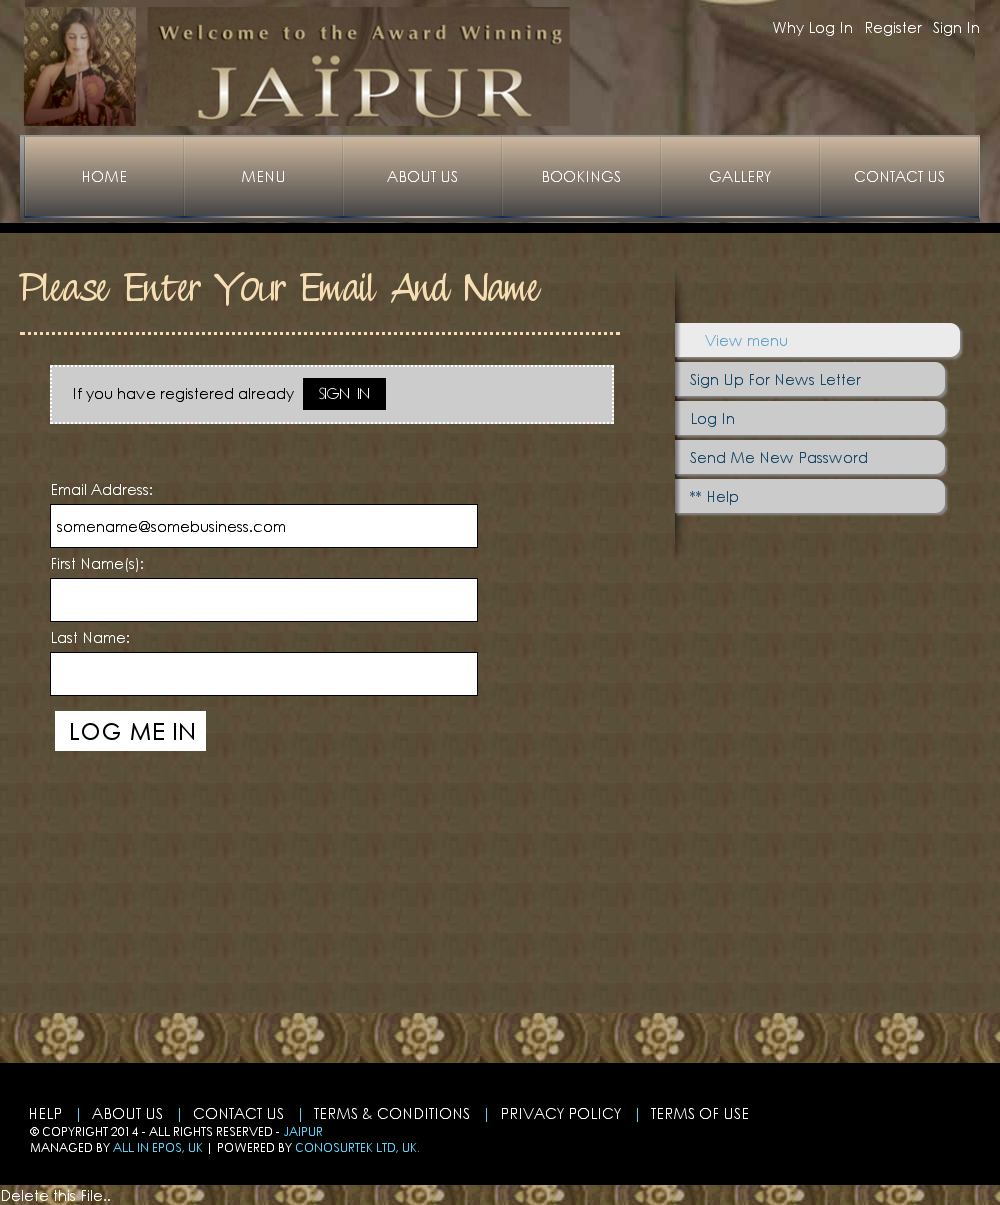 Welcome to the Award Winning
JAÏPUR
Why Log In Register Sign In
HOME MENU ABOUT US BOOKINGS GALLERY CONTACT US
Please Enter Your Email And Name
If you have registered already SIGN IN
View menu
Sign Up For News Letter
Log In
Send Me New Password
** Help
Email Address:
somename@somebusiness.com
First Name(s):
Last Name:
LOG ME IN
HELP | ABOUT US | CONTACT US | TERMS & CONDITIONS | PRIVACY POLICY | TERMS OF USE
© COPYRIGHT 2014 - ALL RIGHTS RESERVED - JAIPUR
MANAGED BY ALL IN EPOS, UK | POWERED BY CONOSURTEK LTD, UK.
Delete this File..